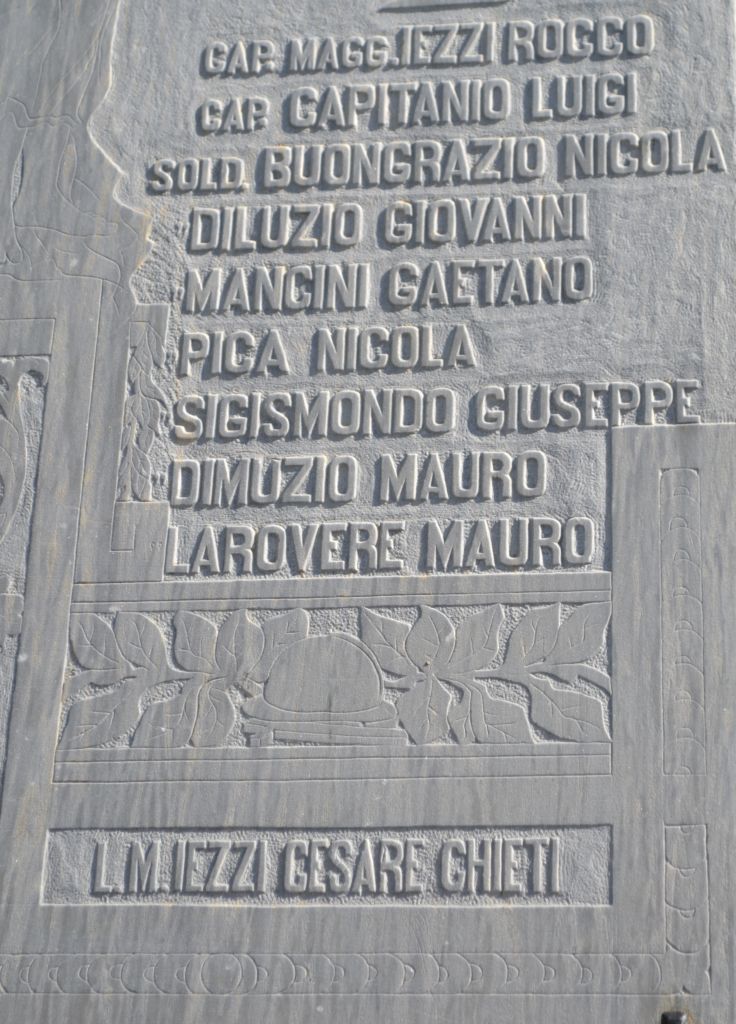 CAP. MAGG. IEZZI ROCCO
CAP. CAPITANIO LUIGI
SOLD. BUONGRAZIO NICOLA
DILUZIO GIOVANNI
MANCINI GAETANO
PICA NICOLA
SIGISMONDO GIUSEPPE
DIMUZIO MAURO
LAROVERE MAURO
L.M. IEZZI CESARE CHIETI